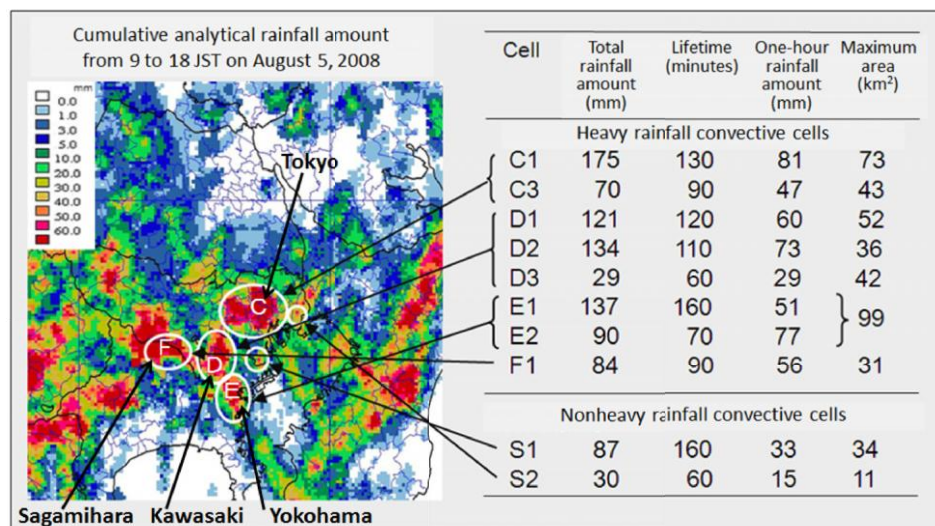 Cumulative analytical rainfall amount
from 9 to 18 JST on August 5, 2008
mm
0.0
1.0
3.0
5.0
10.0
20.0
30.0
40.0
50.0
60.0
Tokyo
C
F
D
E
Sagamihara Kawasaki Yokohama
Cell Total rainfall amount (mm) Lifetime (minutes) One-hour rainfall amount (mm) Maximum area (km²)
Heavy rainfall convective cells
C1 175 130 81 73
C3 70 90 47 43
D1 121 120 60 52
D2 134 110 73 36
D3 29 60 29 42
E1 137 160 51
99
E2 90 70 77
F1 84 90 56 31
Nonheavy rainfall convective cells
S1 87 160 33 34
S2 30 60 15 11